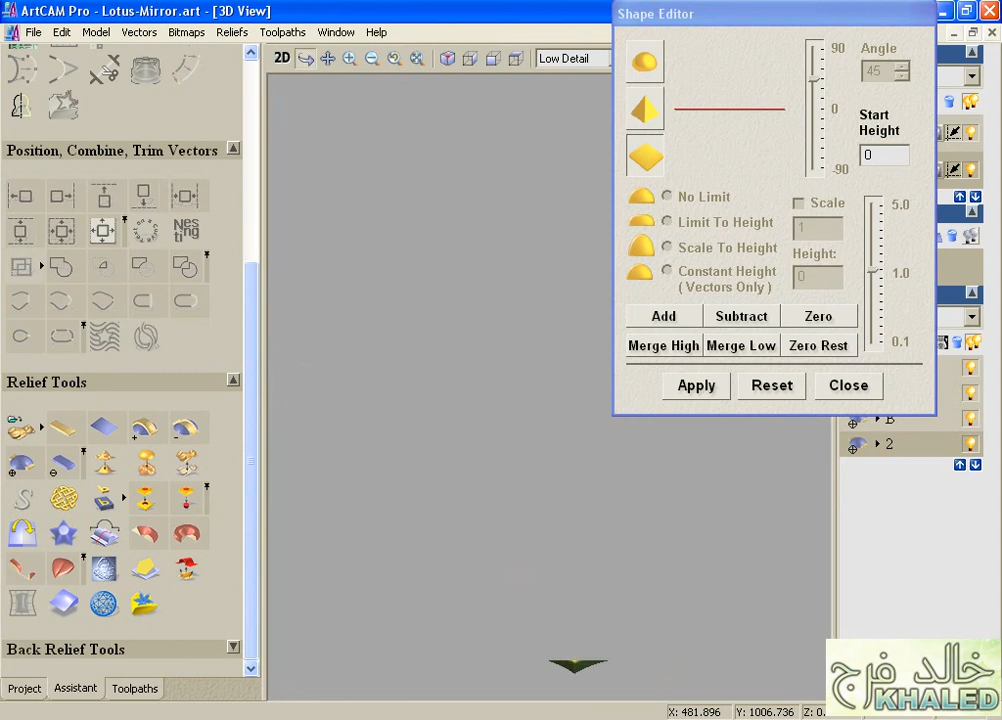 ArtCAM Pro - Lotus-Mirror.art - [3D View]
File Edit Model Vectors Bitmaps Reliefs Toolpaths Window Help
2D Low Detail
Position, Combine, Trim Vectors
Nes
ting
Relief Tools
S
Back Relief Tools
Project Assistant Toolpaths
Shape Editor
90 Angle
45
0 Start
Height
0
-90
No Limit
Scale
5.0
Limit To Height
1
Scale To Height
Height:
Constant Height
( Vectors Only )
0
1.0
Add Subtract Zero
Merge High Merge Low Zero Rest
0.1
Apply Reset Close
B
2
خالد فرج
KHALED
X: 481.896 Y: 1006.736 Z: 0.